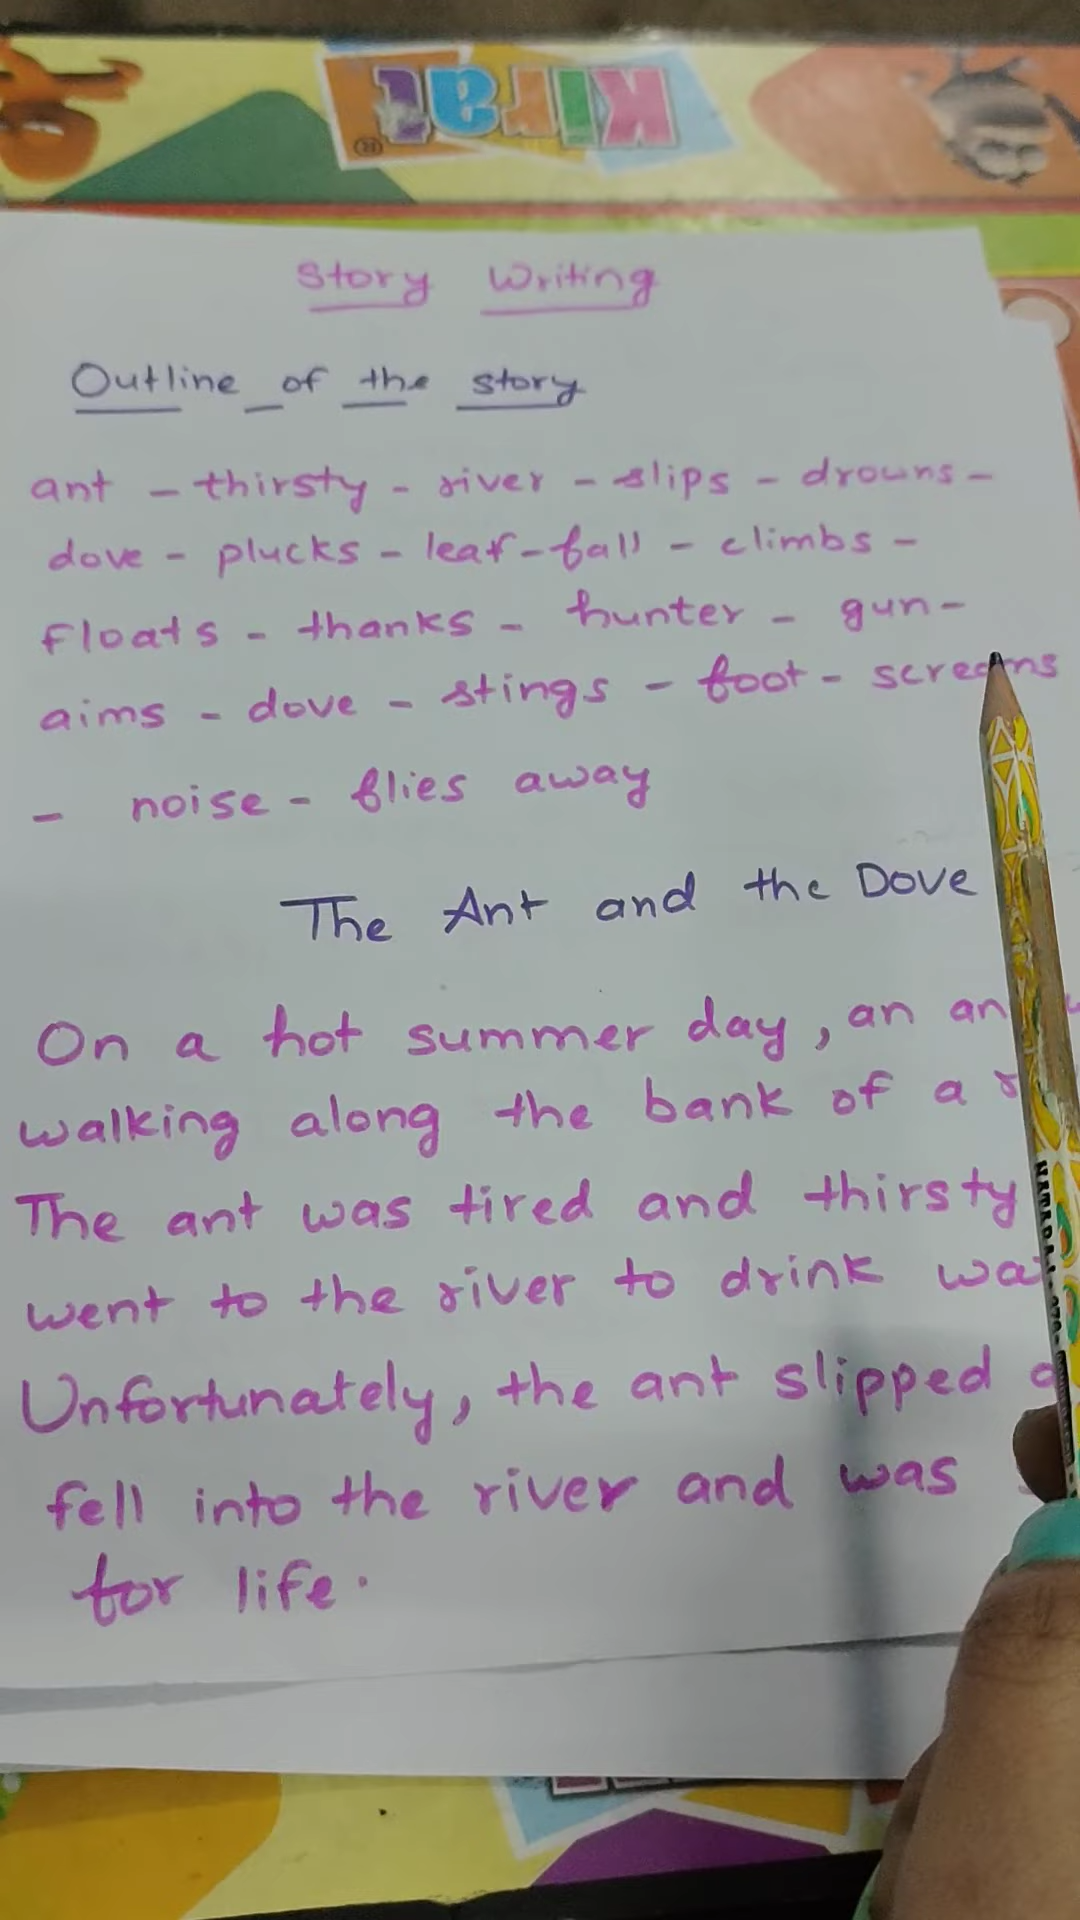 Kiran
Story Writing
Outline of the story
ant - thirsty - river - slips - drowns -
dove - plucks - leaf - fall - climbs -
Floats - thanks - hunter - gun -
aims - dove - stings - foot - screams
- noise - flies away
The Ant and the Dove
On a hot summer day, an
walking along the bank of a
The ant was tired and thirsty
went to the river to drink
Unfortunately, the ant slipped
fell into the river and was
for life.
NATARAJ